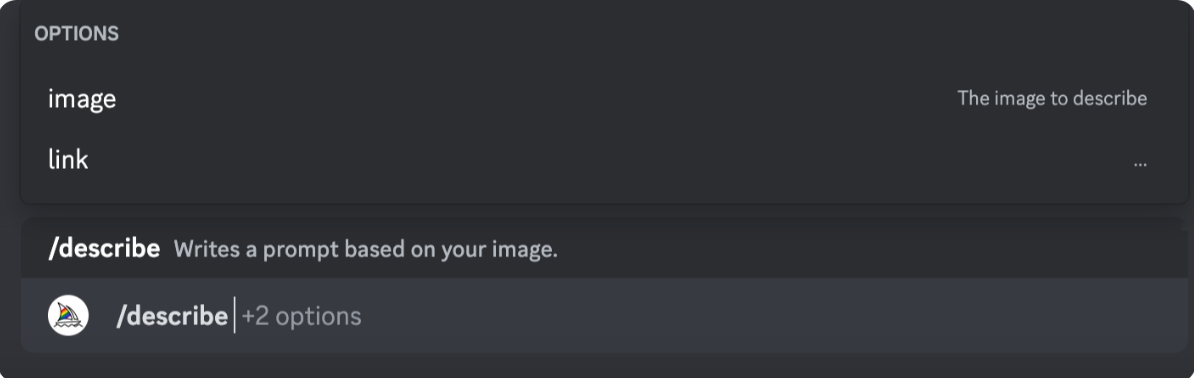 OPTIONS
image The image to describe
link ...
/describe Writes a prompt based on your image.
/describe +2 options